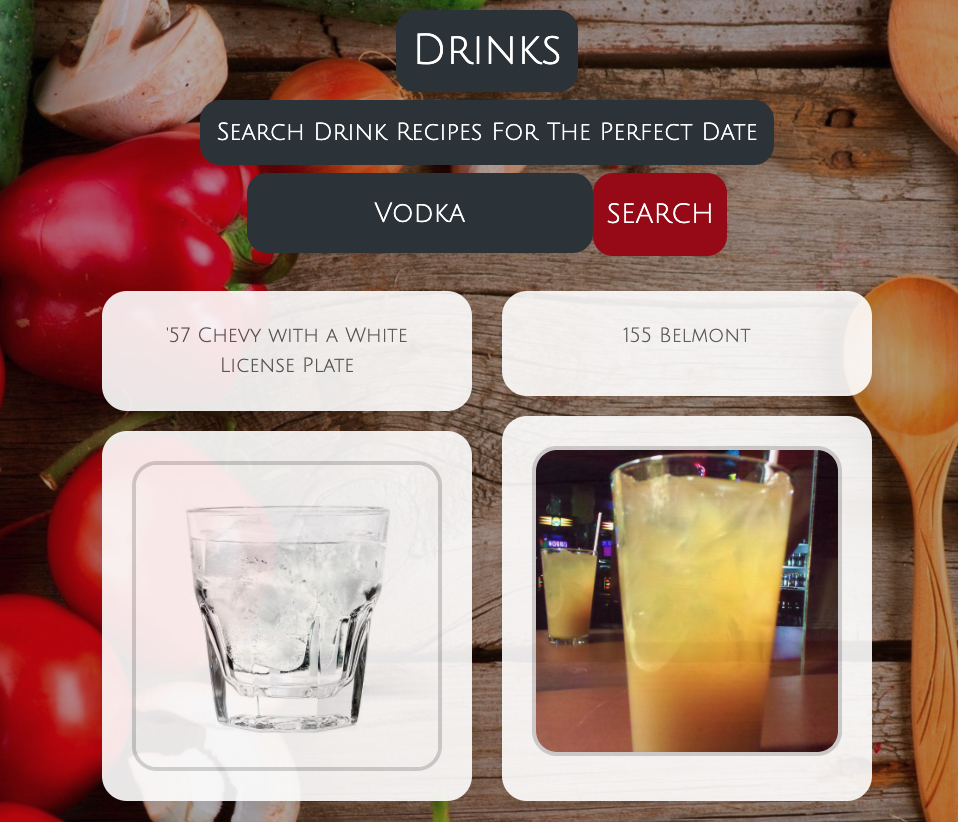 Drinks
Search Drink Recipes For The Perfect Date
Vodka
SEARCH
'57 Chevy with a White
License Plate
155 Belmont